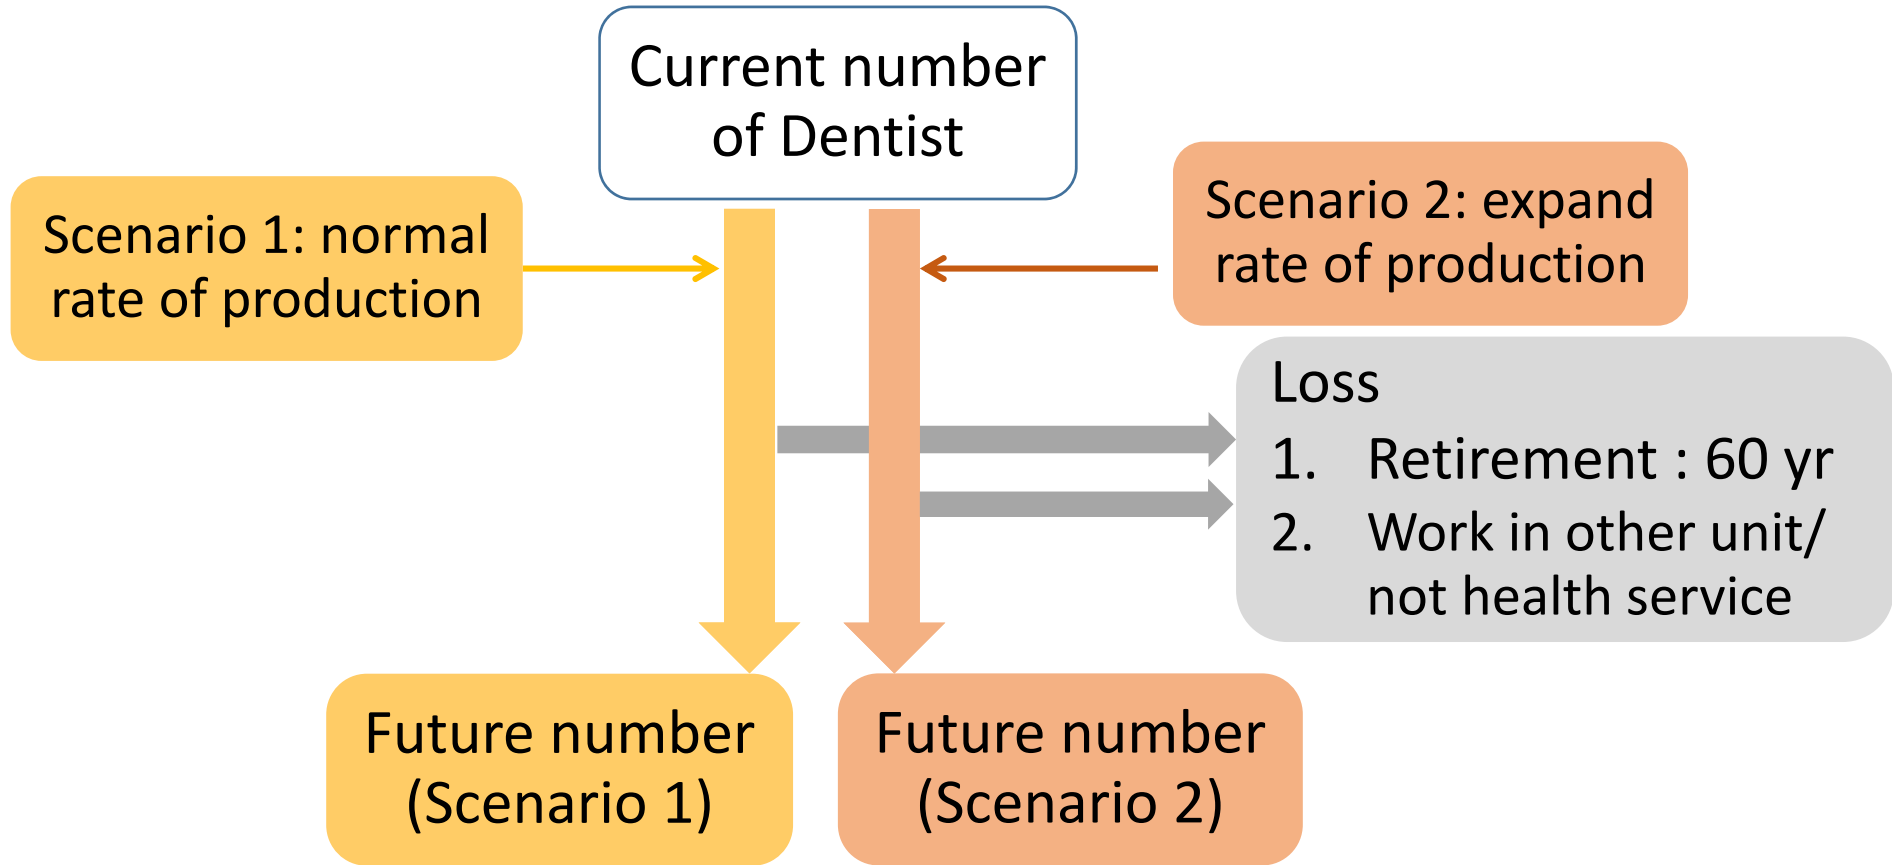 Current number
of Dentist
Scenario 1: normal
rate of production
Scenario 2: expand
rate of production
Loss
1. Retirement : 60 yr
2. Work in other unit/
not health service
Future number
(Scenario 1)
Future number
(Scenario 2)